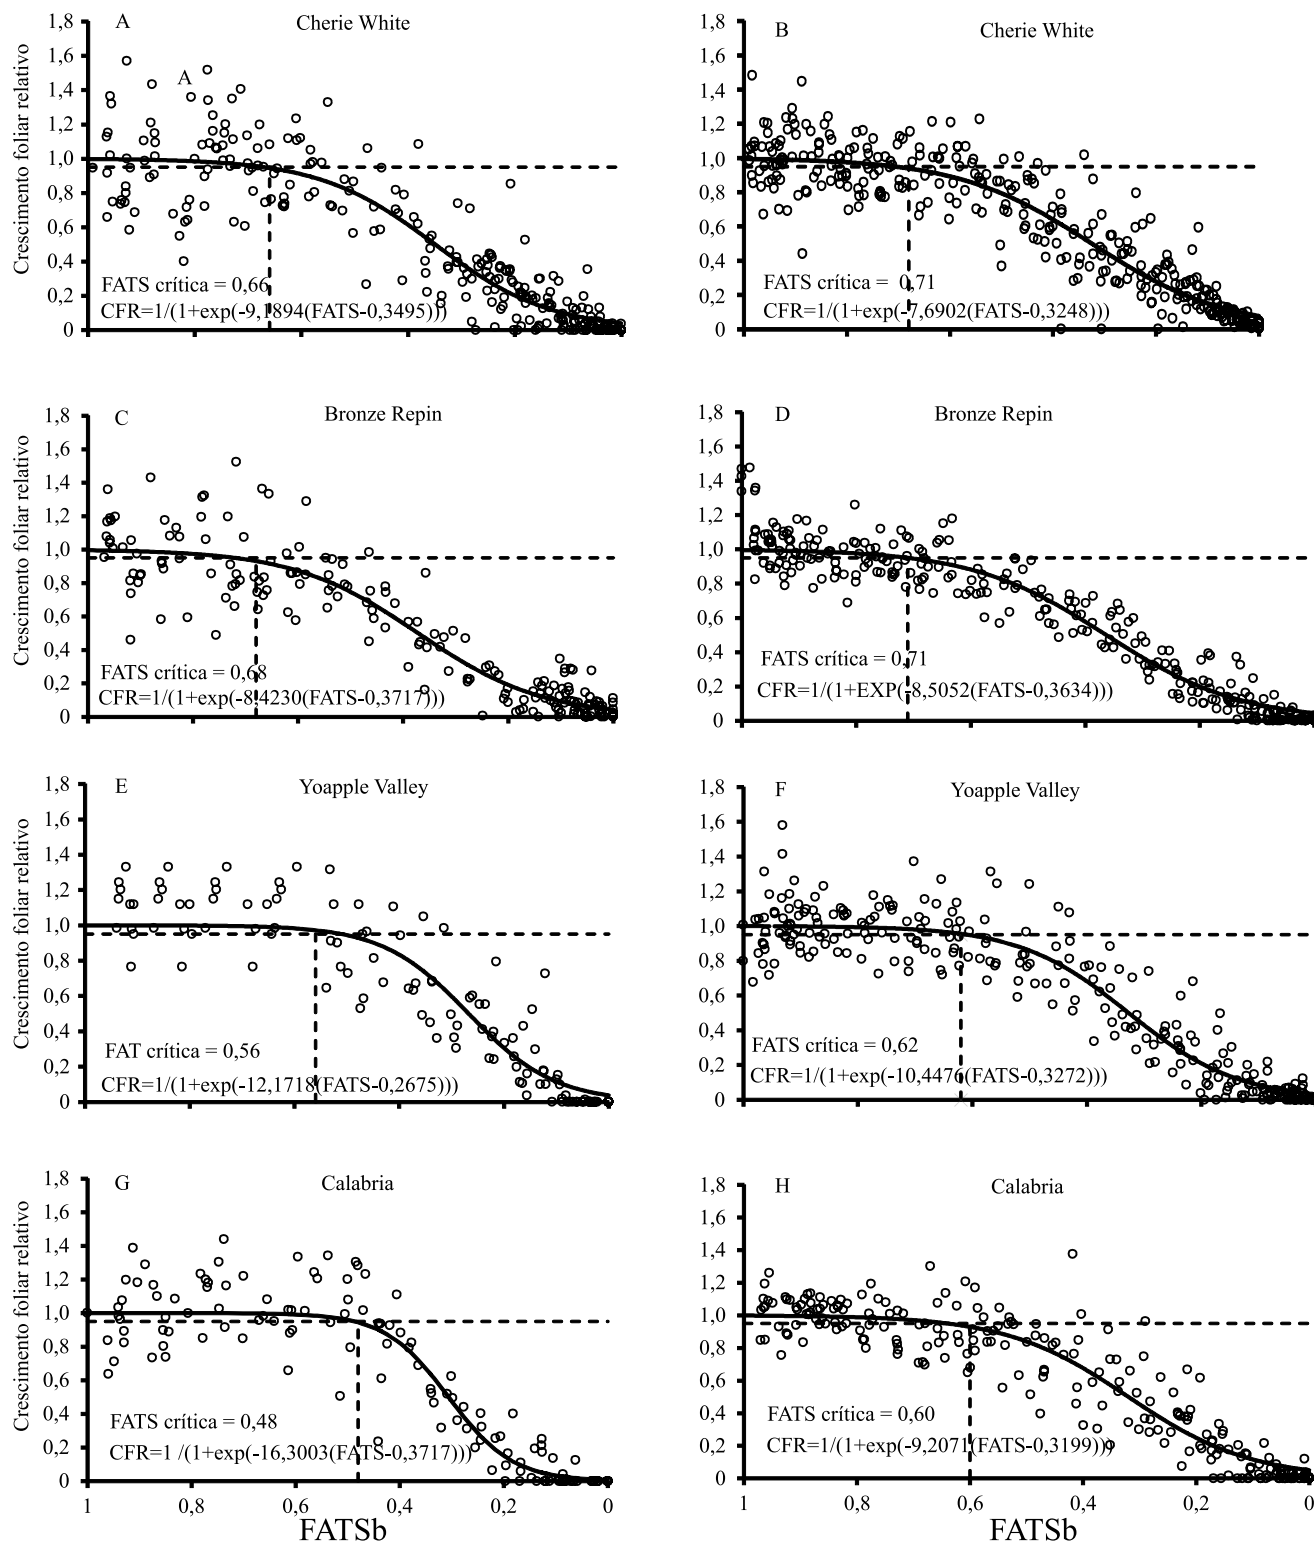 A
Cherie White
Crescimento foliar relativo
1,8
1,6
1,4
1,2
1,0
0,8
0,6
0,4
0,2
0
A
FATS crítica = 0,66
CFR=1/(1+exp(-9,1894(FATS-0,3495)))
B
Cherie White
1,8
1,6
1,4
1,2
1,0
0,8
0,6
0,4
0,2
0
FATS crítica = 0,71
CFR=1/(1+exp(-7,6902(FATS-0,3248)))
C
Bronze Repin
Crescimento foliar relativo
1,8
1,6
1,4
1,2
1,0
0,8
0,6
0,4
0,2
0
FATS crítica = 0,68
CFR=1/(1+exp(-8,4230(FATS-0,3717)))
D
Bronze Repin
1,8
1,6
1,4
1,2
1,0
0,8
0,6
0,4
0,2
0
FATS crítica = 0,71
CFR=1/(1+EXP(-8,5052(FATS-0,3634)))
E
Yoapple Valley
Crescimento foliar relativo
1,8
1,6
1,4
1,2
1,0
0,8
0,6
0,4
0,2
0
FAT crítica = 0,56
CFR=1/(1+exp(-12,1718(FATS-0,2675)))
F
Yoapple Valley
1,8
1,6
1,4
1,2
1,0
0,8
0,6
0,4
0,2
0
FATS crítica = 0,62
CFR=1/(1+exp(-10,4476(FATS-0,3272)))
G
Calabria
Crescimento foliar relativo
1,8
1,6
1,4
1,2
1,0
0,8
0,6
0,4
0,2
0
FATS crítica = 0,48
CFR=1 /(1+exp(-16,3003(FATS-0,3717)))
1 0,6 0,4 0,2 0
FATSb
H
Calabria
1,8
1,6
1,4
1,2
1,0
0,8
0,6
0,4
0,2
0
FATS crítica = 0,60
CFR=1/(1+exp(-9,2071(FATS-0,3199)))
1 0,8 0,6 0,4 0,2 0
FATSb